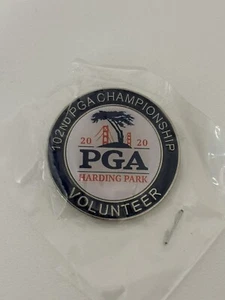 102ND PGA CHAMPIONSHIP
20 20
PGA
HARDING PARK
VOLUNTEER